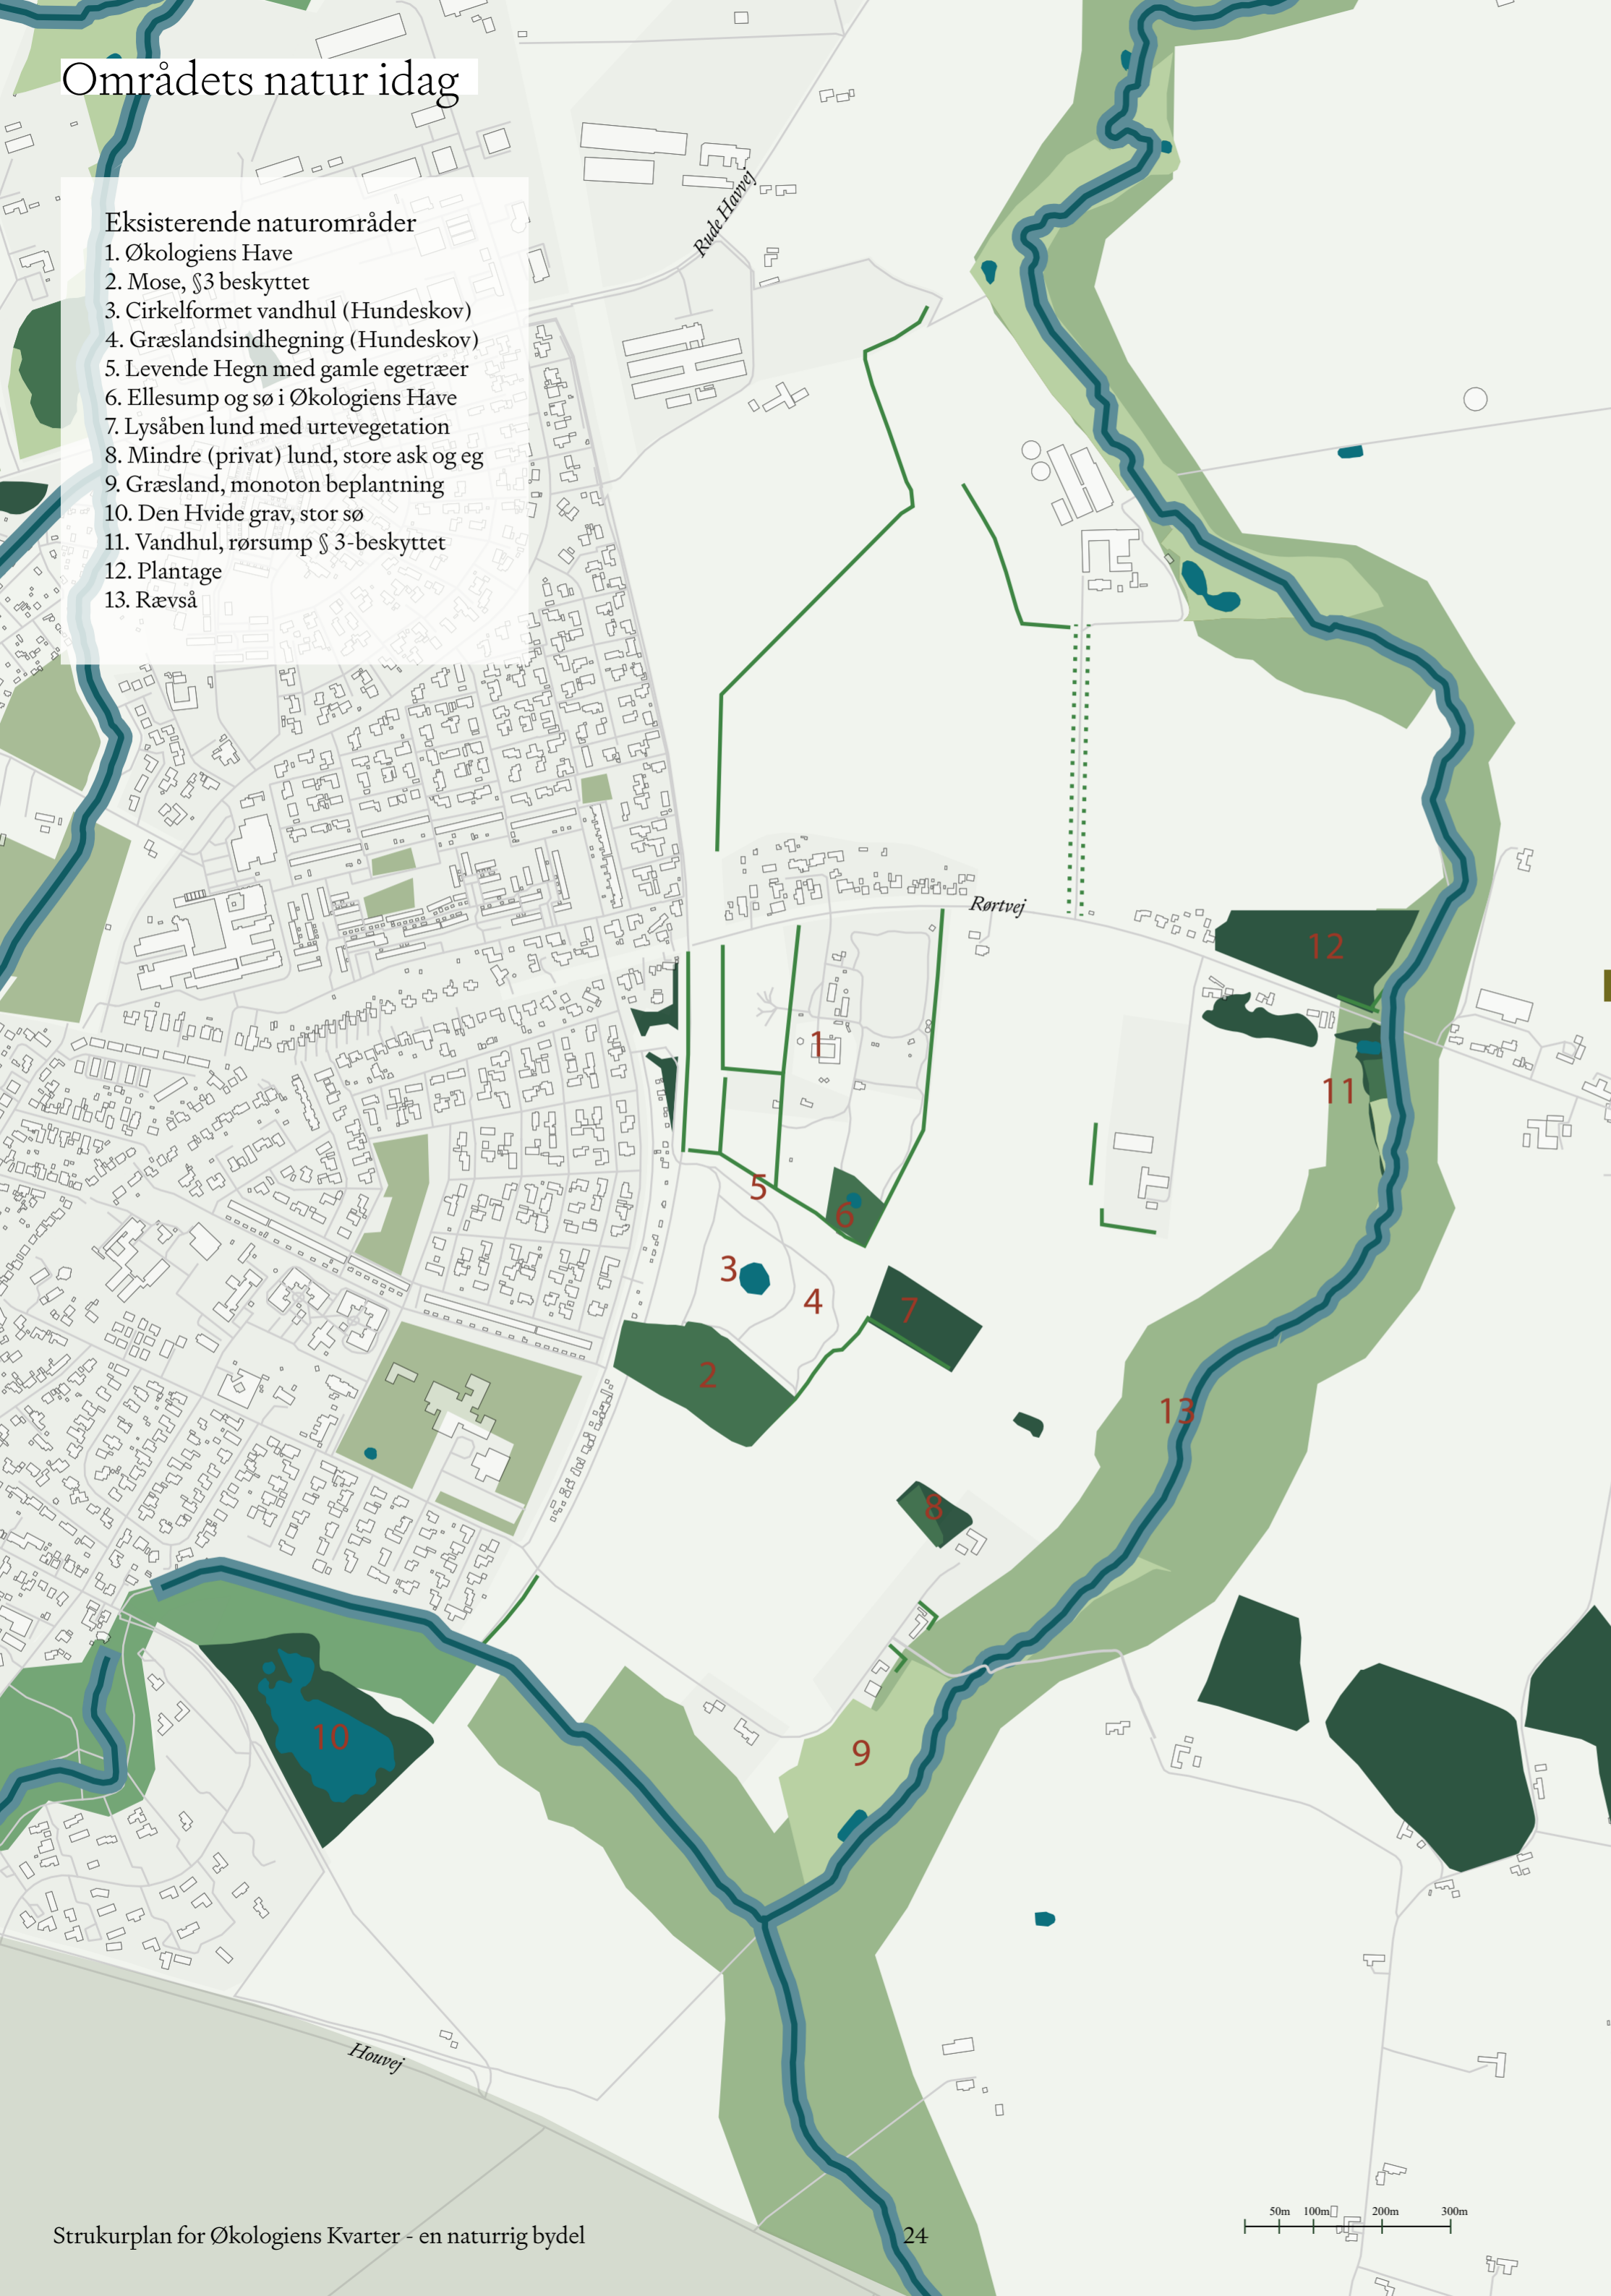 Områdets natur idag
Eksisterende naturområder
1. Økologiens Have
2. Mose, §3 beskyttet
3. Cirkelformet vandhul (Hundeskov)
4. Græslandsindhegning (Hundeskov)
5. Levende Hegn med gamle egetræer
6. Ellesump og sø i Økologiens Have
7. Lysåben lund med urtevegetation
8. Mindre (privat) lund, store ask og eg
9. Græsland, monoton beplantning
10. Den Hvide grav, stor sø
11. Vandhul, rørsump § 3-beskyttet
12. Plantage
13. Rævså
Rude Havvej
Rørtvej
12
1
11
5
6
3
4
7
2
13
8
10
9
Houvej
50m 100m 200m 300m
Strukurplan for Økologiens Kvarter - en naturrig bydel
24